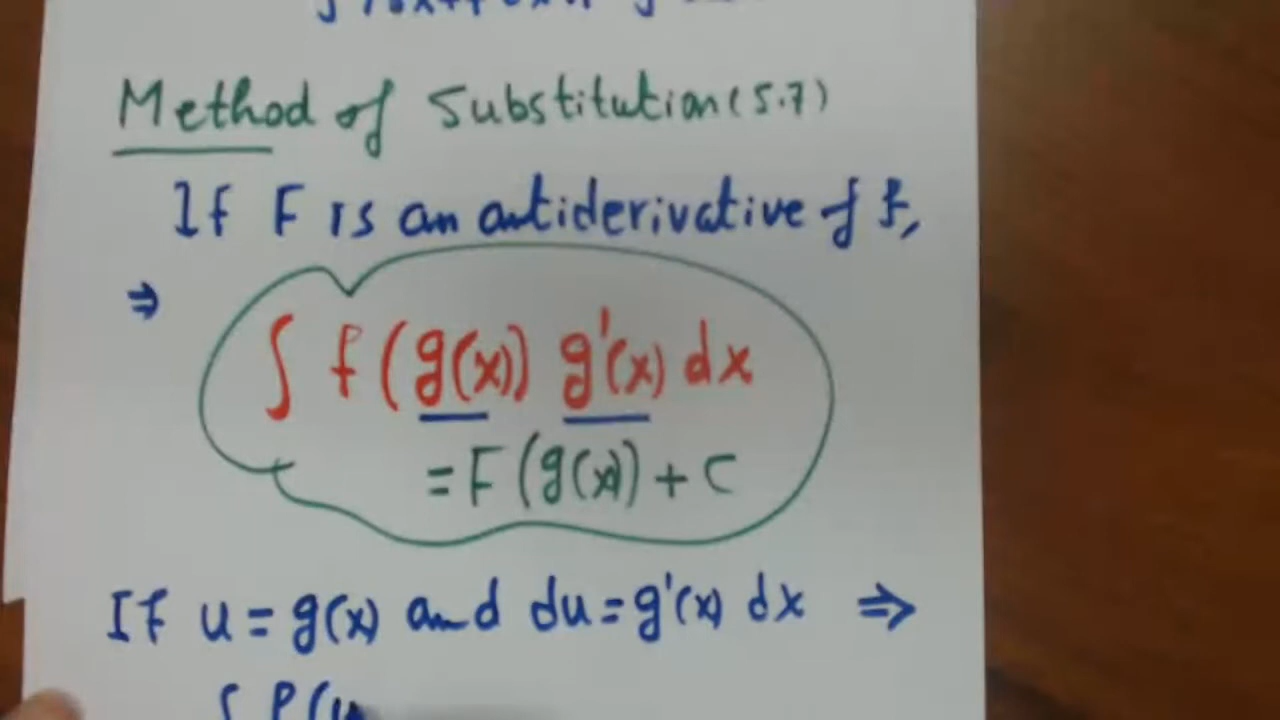 Method of Substitution (5.7)
If F is an antiderivative of f,
⇒
∫ f(g(x)) g'(x) dx
= F(g(x)) + C
If u = g(x) and du = g'(x) dx ⇒